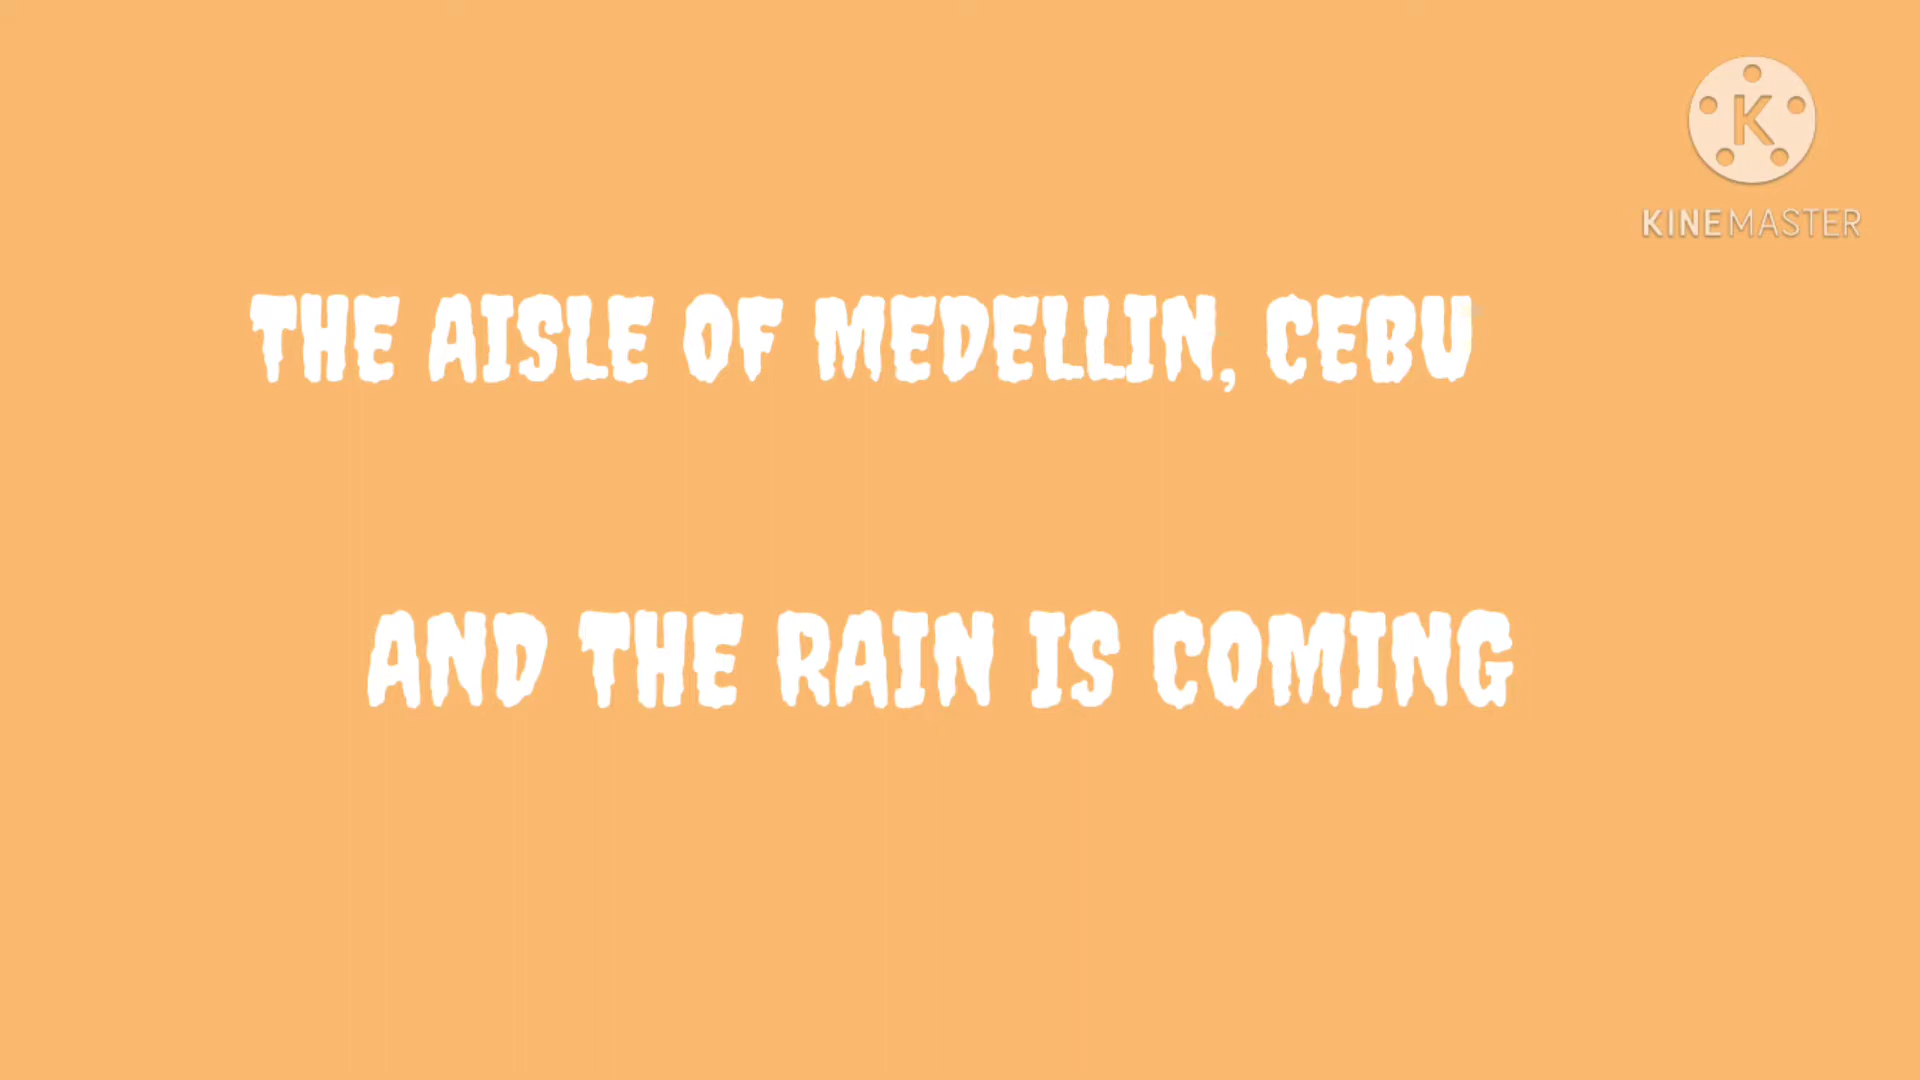 K
KINEMASTER
THE AISLE OF MEDELLIN, CEBU
AND THE RAIN IS COMING